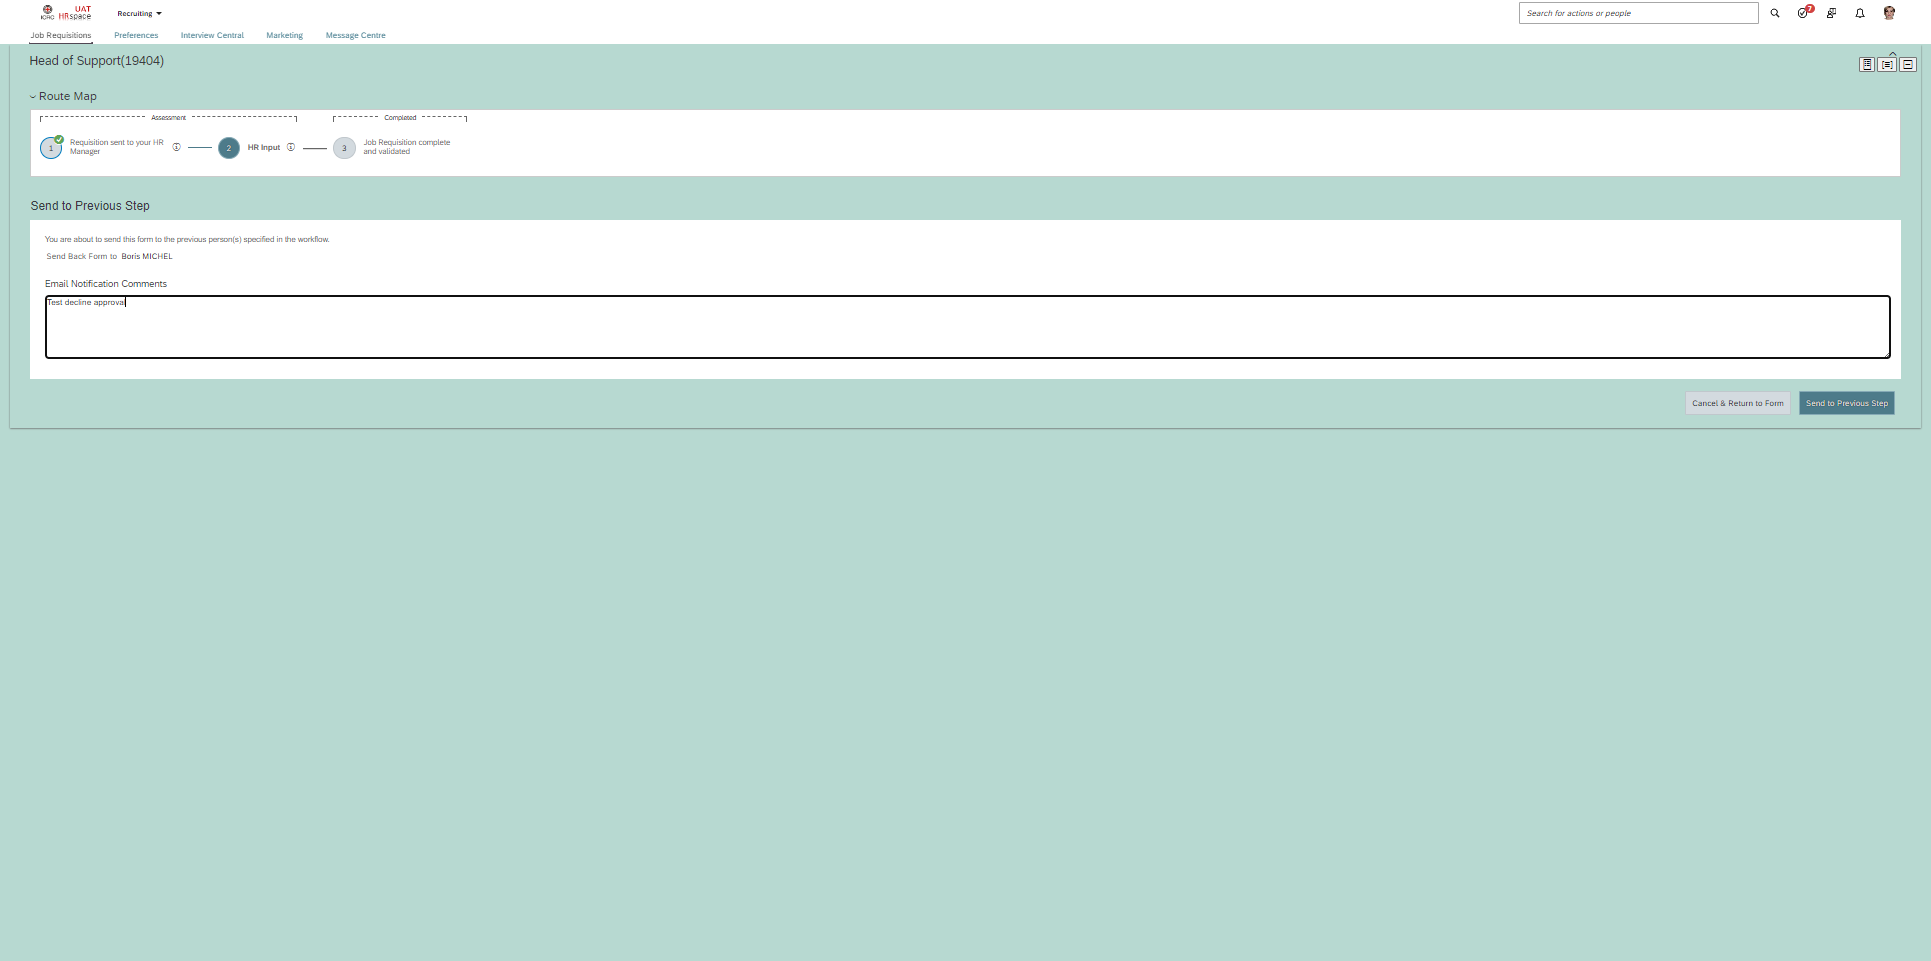 UAT
ICRC HRspace
Recruiting
Search for actions or people
7
Job Requisitions
Preferences
Interview Central
Marketing
Message Centre
Head of Support(19404)
Route Map
Assessment
Completed
1
Requisition sent to your HR
Manager
2
HR Input
3
Job Requisition complete
and validated
Send to Previous Step
You are about to send this form to the previous person(s) specified in the workflow.
Send Back Form to Boris MICHEL
Email Notification Comments
Test decline approval
Cancel & Return to Form
Send to Previous Step